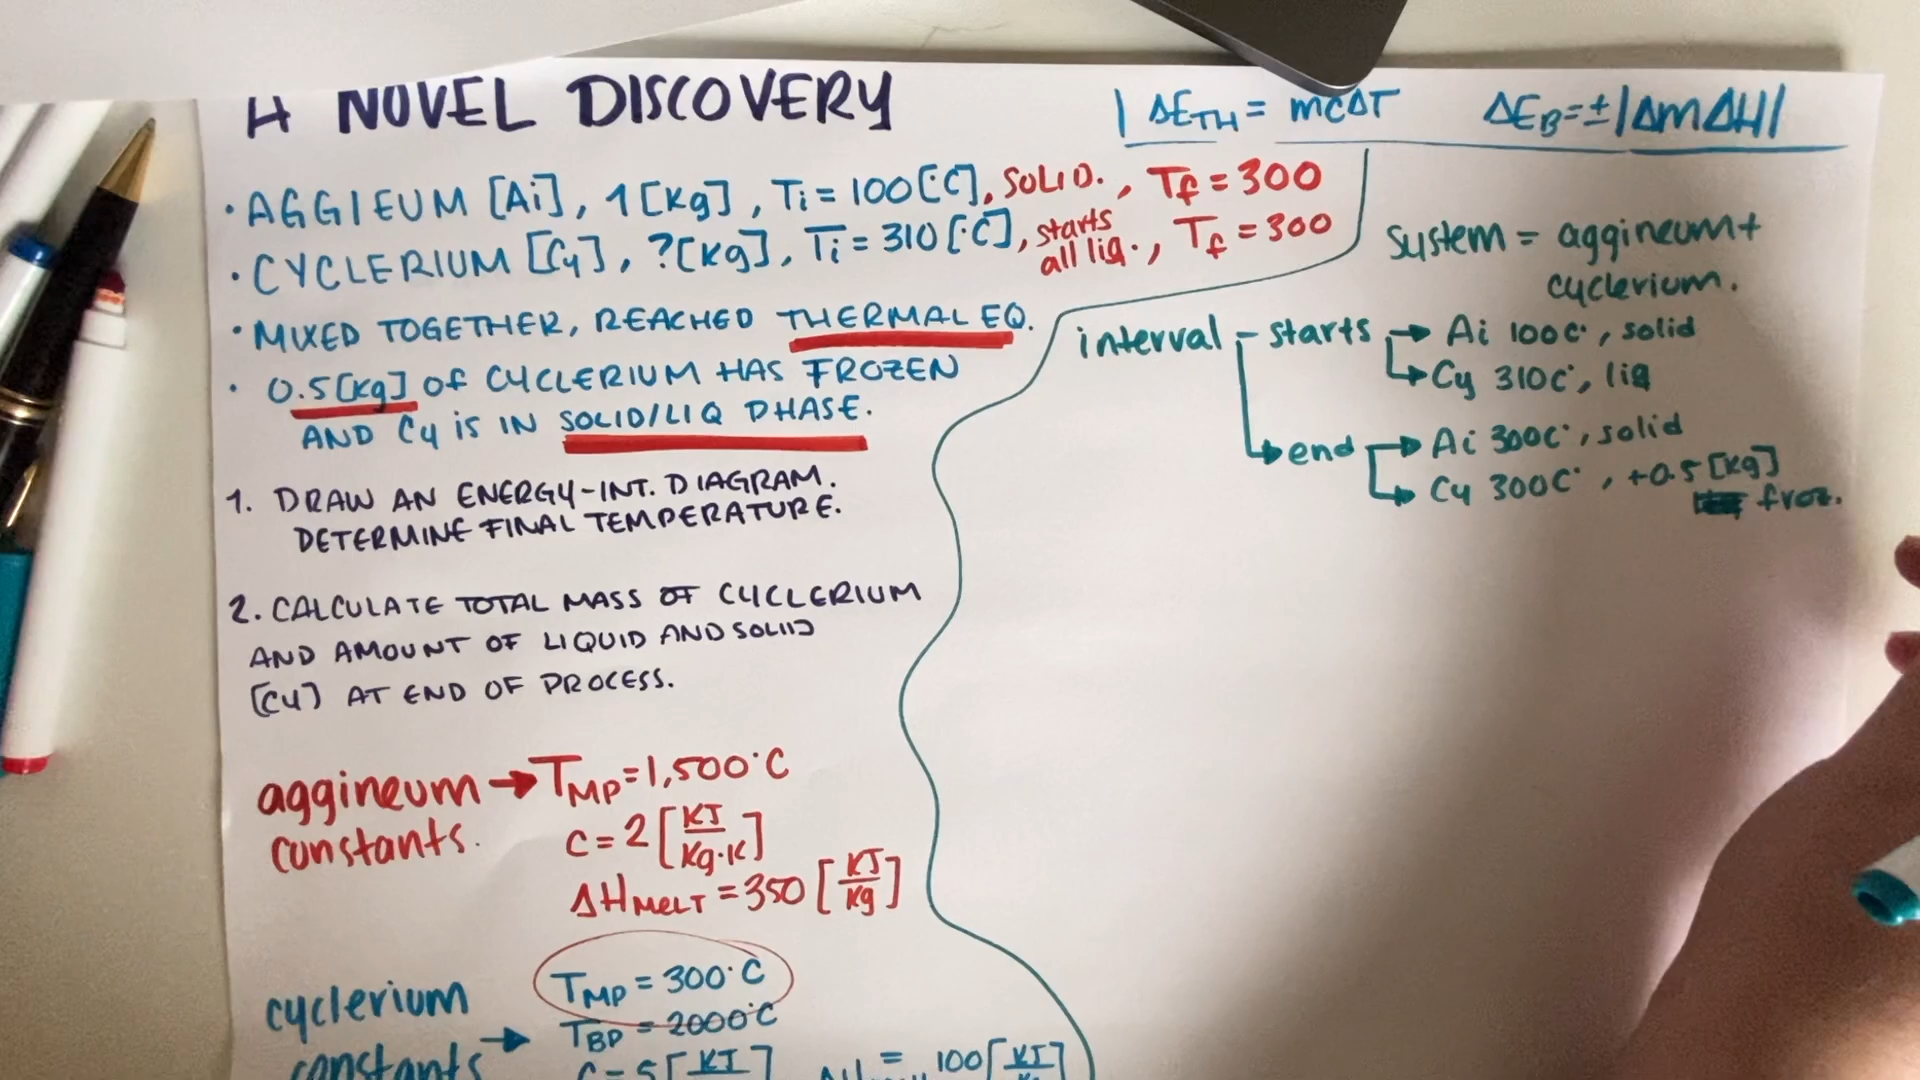 A NOVEL DISCOVERY
| ΔE_TH = mcΔT   ΔE_B = ±|ΔmΔH|
• AGGIEUM [Ai], 1[Kg], Ti = 100[°C], SOLID. , Tf = 300
• CYCLERIUM [Cy], ?[Kg], Ti = 310[°C], starts all liq., Tf = 300
• MIXED TOGETHER, REACHED THERMAL EQ.
• 0.5[Kg] OF CYCLERIUM HAS FROZEN
AND Cy IS IN SOLID/LIQ PHASE.
1. DRAW AN ENERGY-INT. DIAGRAM.
DETERMINE FINAL TEMPERATURE.
2. CALCULATE TOTAL MASS OF CYCLERIUM
AND AMOUNT OF LIQUID AND SOLID
[Cy] AT END OF PROCESS.
aggineum → T_MP = 1,500°C
constants.
C = 2 [KJ/Kg·K]
ΔH_MELT = 350 [KJ/Kg]
cyclerium
constants →
T_MP = 300°C
T_BP = 2000°C
C = 5 [KJ
= 100 [KJ
System = aggineum +
cyclerium.
interval - starts → Ai 100C°, solid
→ Cy 310C°, liq
→ end → Ai 300C°, solid
→ Cy 300C°, +0.5 [Kg]
froz.